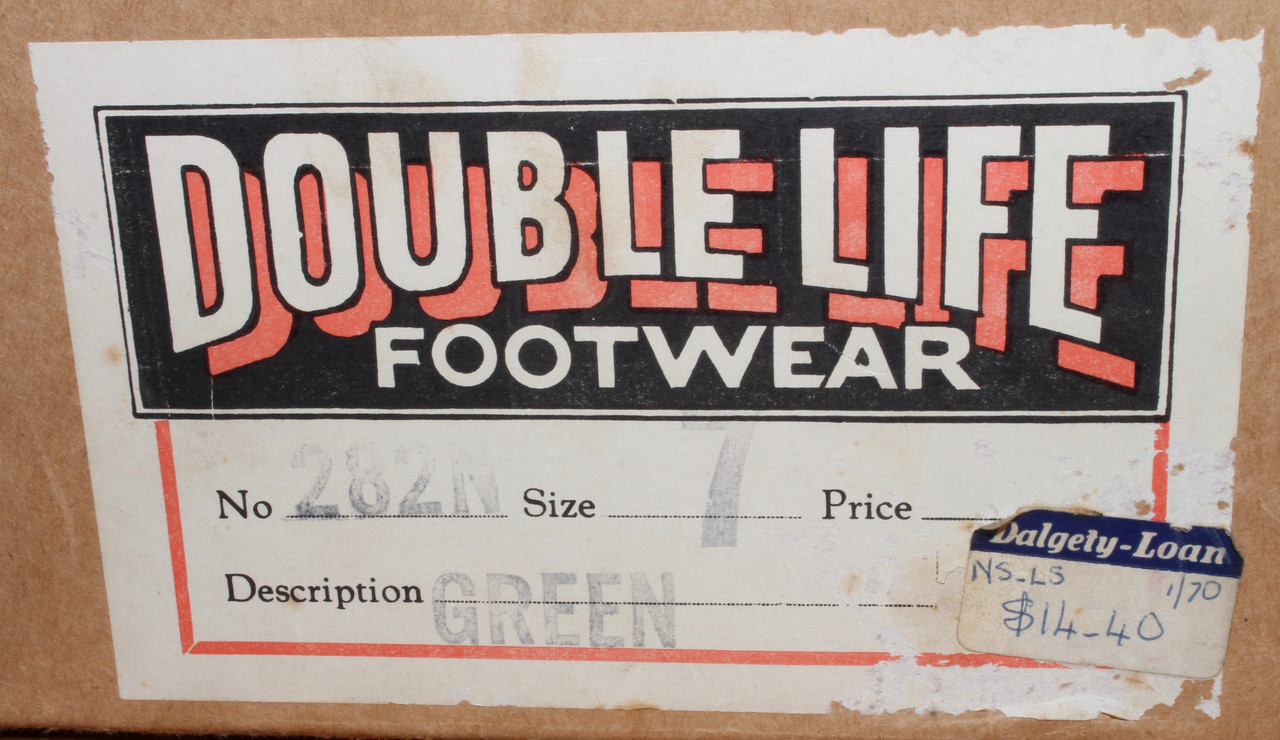 DOUBLE LIFE
FOOTWEAR
No 282N Size 7 Price
Description GREEN
Dalgety-Loan
NS-LS 1/70
$14-40